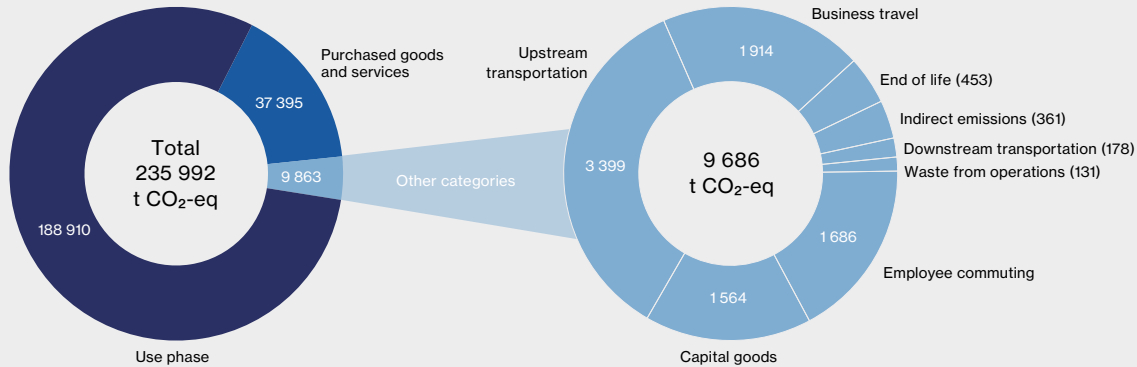 Purchased goods
and services
37 395
Total
235 992
t CO₂-eq
9 863
188 910
Use phase
Other categories
Upstream
transportation
Business travel
1 914
End of life (453)
Indirect emissions (361)
Downstream transportation (178)
Waste from operations (131)
3 399
9 686
t CO₂-eq
1 686
Employee commuting
1 564
Capital goods